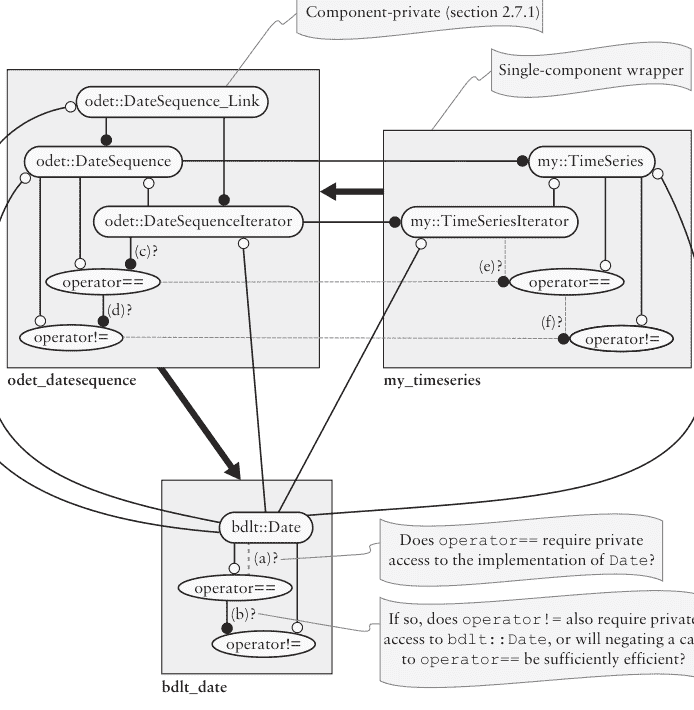 Component-private (section 2.7.1)
Single-component wrapper
odet::DateSequence_Link
odet::DateSequence
my::TimeSeries
odet::DateSequenceIterator
my::TimeSeriesIterator
(c)?
(e)?
operator==
operator==
(d)?
(f)?
operator!=
operator!=
odet_datesequence
my_timeseries
bdlt::Date
(a)?
Does operator== require private
access to the implementation of Date?
operator==
(b)?
If so, does operator!= also require private
access to bdlt::Date, or will negating a ca
to operator== be sufficiently efficient?
operator!=
bdlt_date